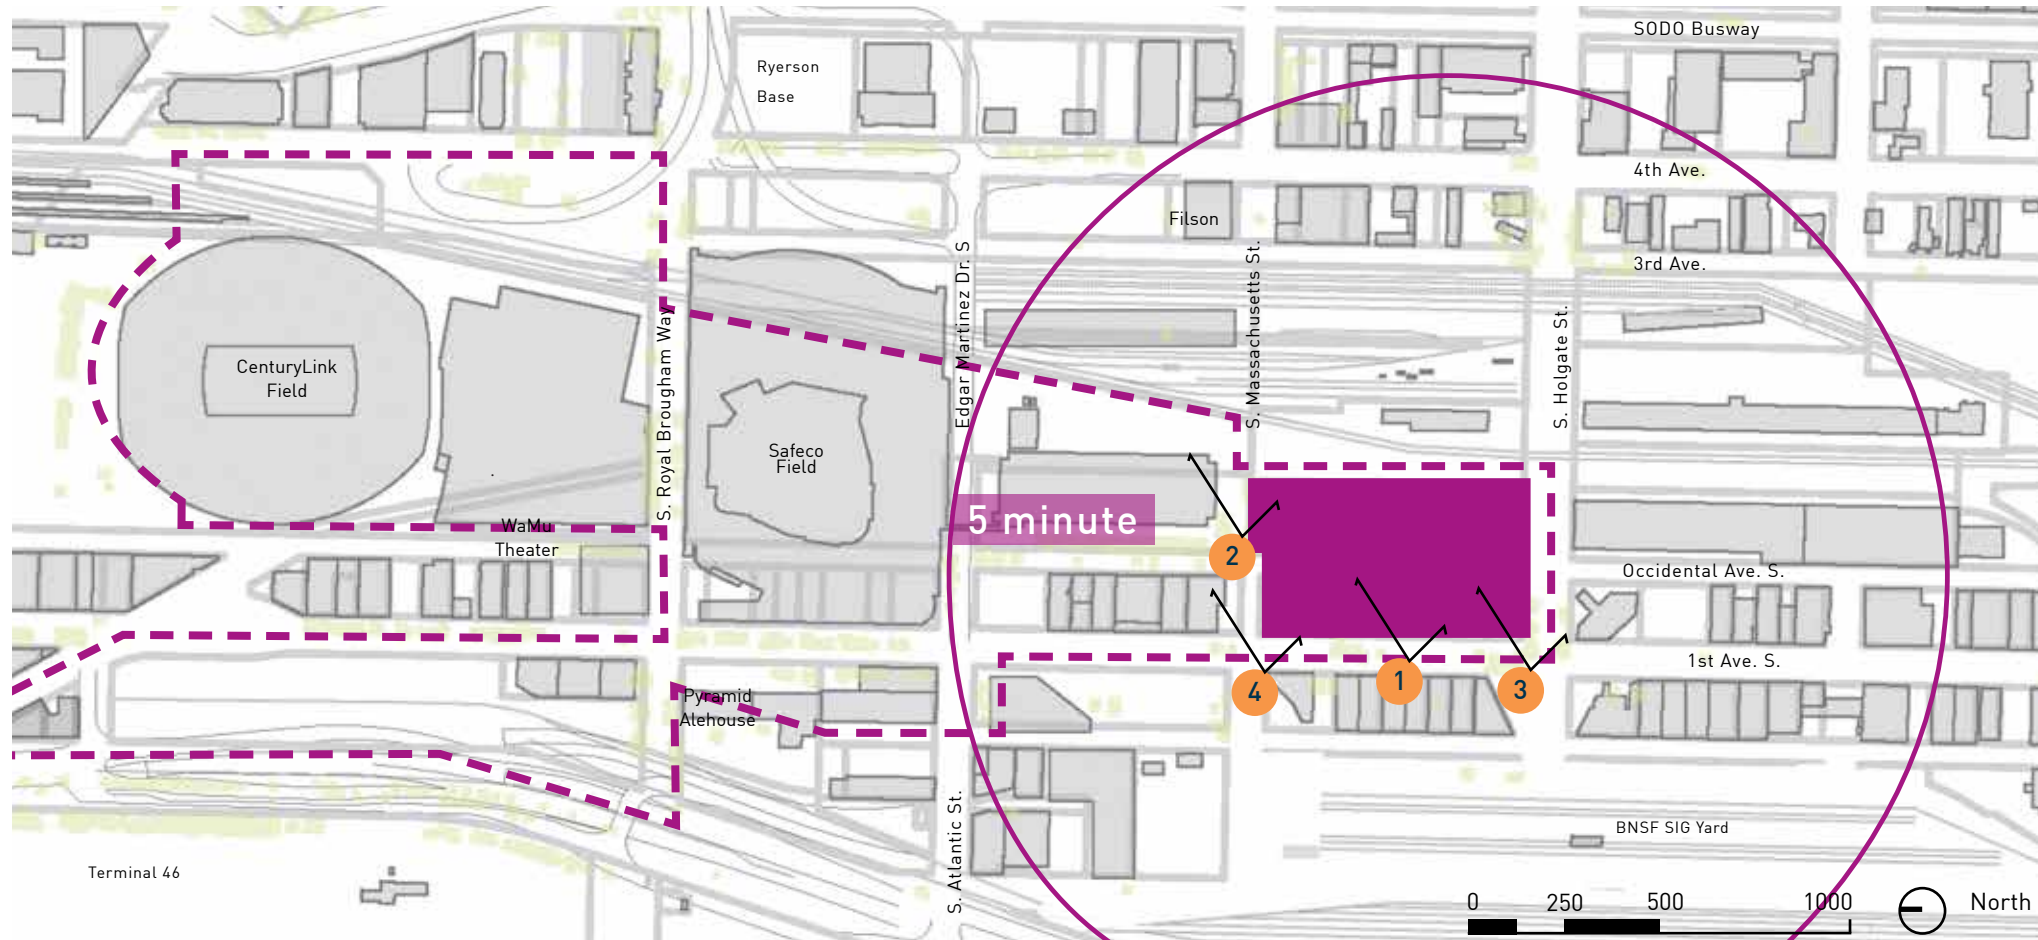 SODO Busway
Ryerson
Base
4th Ave.
Filson
3rd Ave.
S. Royal Brougham Way
Edgar Martinez Dr. S
S. Massachusetts St.
S. Holgate St.
CenturyLink
Field
Safeco
Field
5 minute
WaMu
Theater
2
Occidental Ave. S.
1st Ave. S.
4
1
3
Pyramid
Alehouse
S. Atlantic St.
BNSF SIG Yard
Terminal 46
0 250 500 1000
North